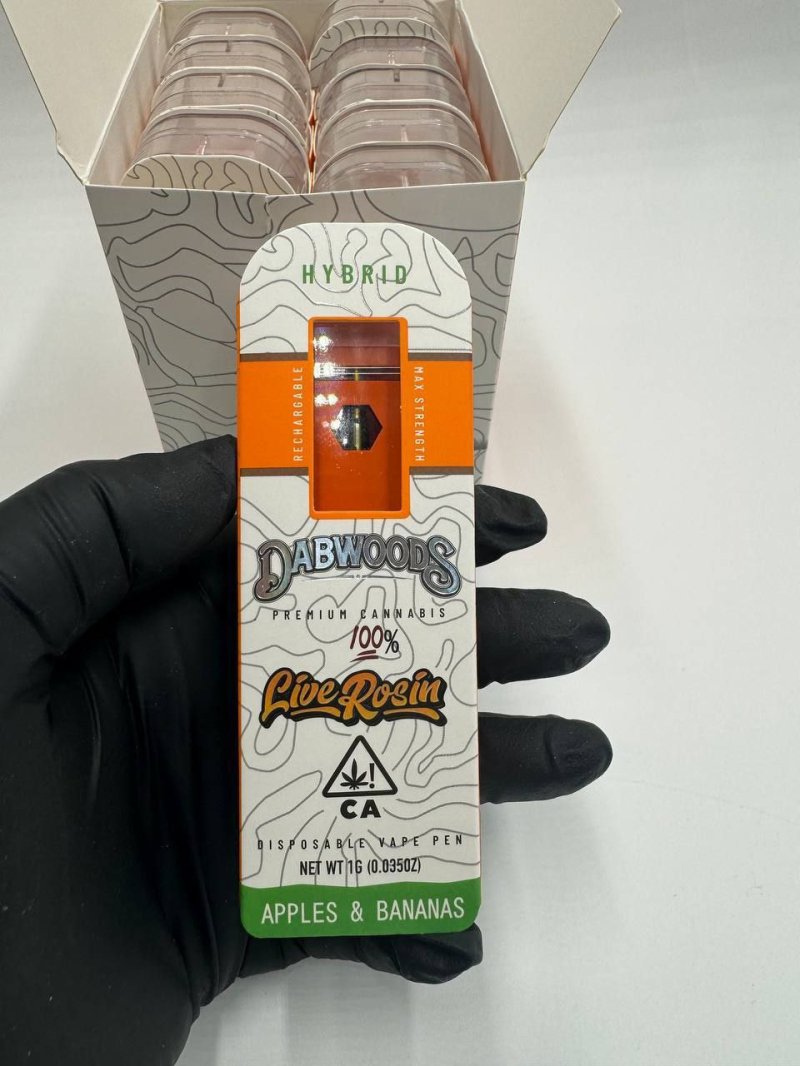 HYBRID
RECHARGABLE
MAX STRENGTH
DABWOODS
PREMIUM CANNABIS
100%
Live Rosin
!
CA
DISPOSABLE VAPE PEN
NET WT 1G (0.035OZ)
APPLES & BANANAS